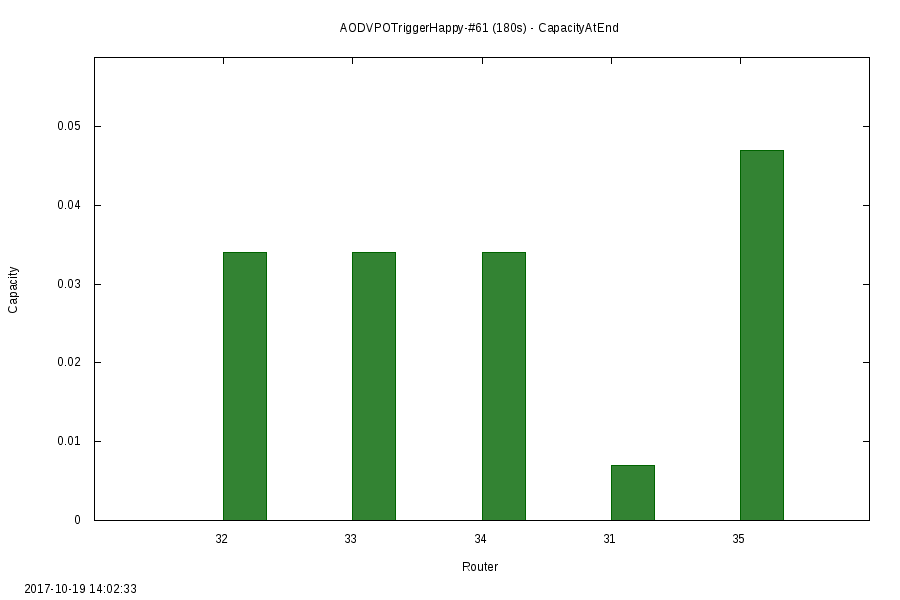 AODVPOTriggerHappy-#61 (180s) - CapacityAtEnd
0.05
0.04
0.03
0.02
0.01
0
Capacity
32 33 34 31 35
Router
2017-10-19 14:02:33